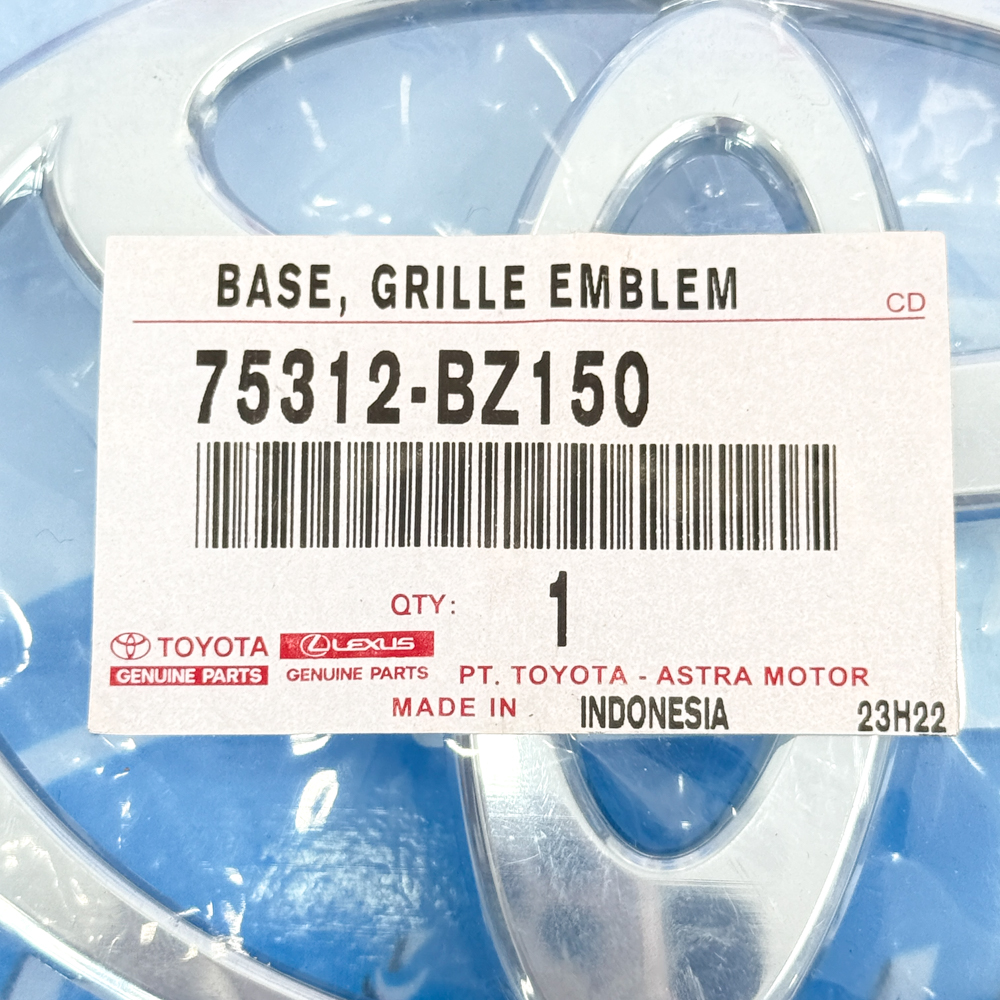 BASE, GRILLE EMBLEM
CD
75312-BZ150
QTY: 1
TOYOTA LEXUS
GENUINE PARTS GENUINE PARTS PT. TOYOTA - ASTRA MOTOR
MADE IN INDONESIA 23H22